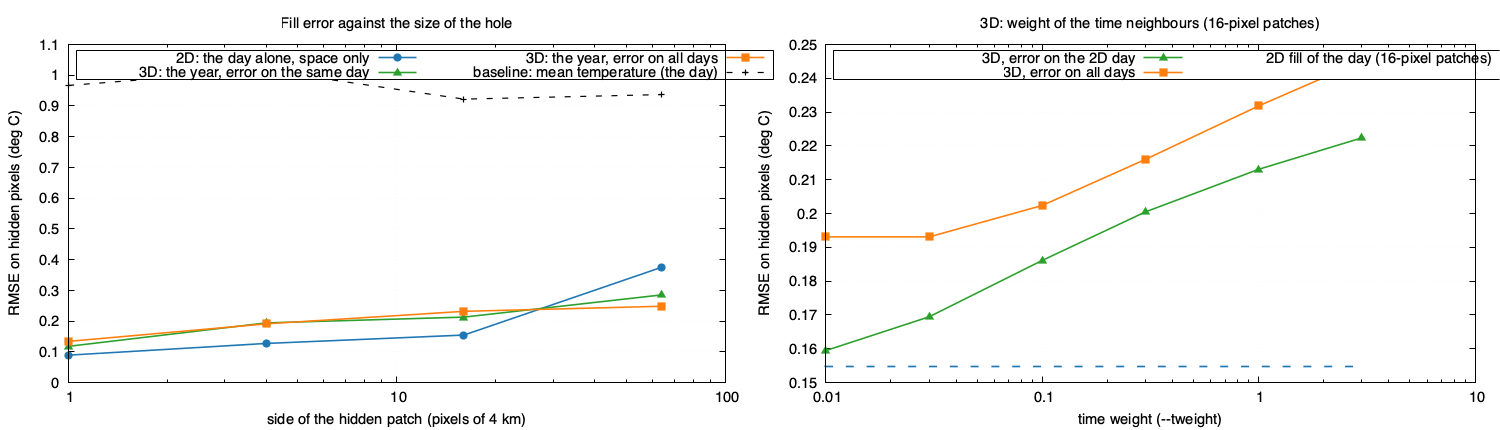 Fill error against the size of the hole
1.1
1
0.9
0.8
0.7
0.6
0.5
0.4
0.3
0.2
0.1
0
RMSE on hidden pixels (deg C)
2D: the day alone, space only
3D: the year, error on the same day
3D: the year, error on all days
baseline: mean temperature (the day)
1
10
100
side of the hidden patch (pixels of 4 km)
3D: weight of the time neighbours (16-pixel patches)
0.25
0.24
0.23
0.22
0.21
0.2
0.19
0.18
0.17
0.16
0.15
RMSE on hidden pixels (deg C)
3D, error on the 2D day
3D, error on all days
2D fill of the day (16-pixel patches)
0.01
0.1
1
10
time weight (--tweight)